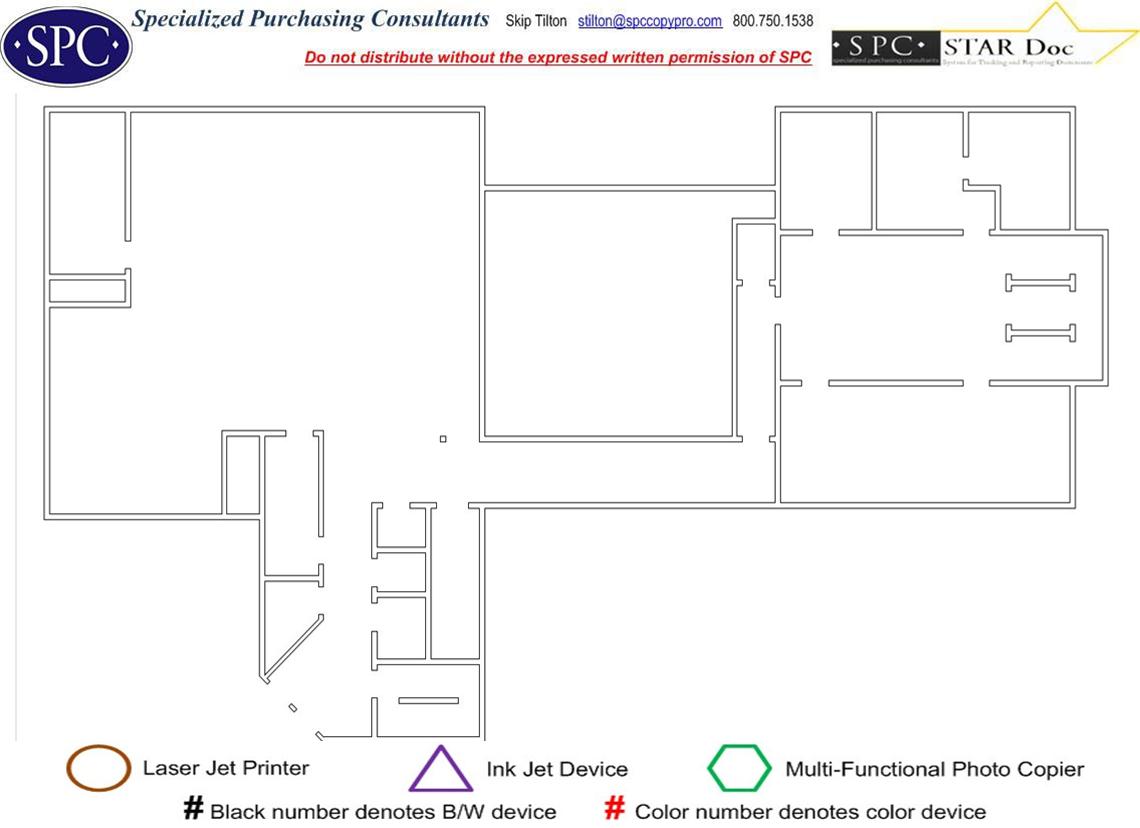 SPC
Specialized Purchasing Consultants Skip Tilton stilton@spccopypro.com 800.750.1538
Do not distribute without the expressed written permission of SPC
· S P C · STAR Doc
specialized purchasing consultants System for Tracking and Reporting Documents
Laser Jet Printer Ink Jet Device Multi-Functional Photo Copier
# Black number denotes B/W device # Color number denotes color device